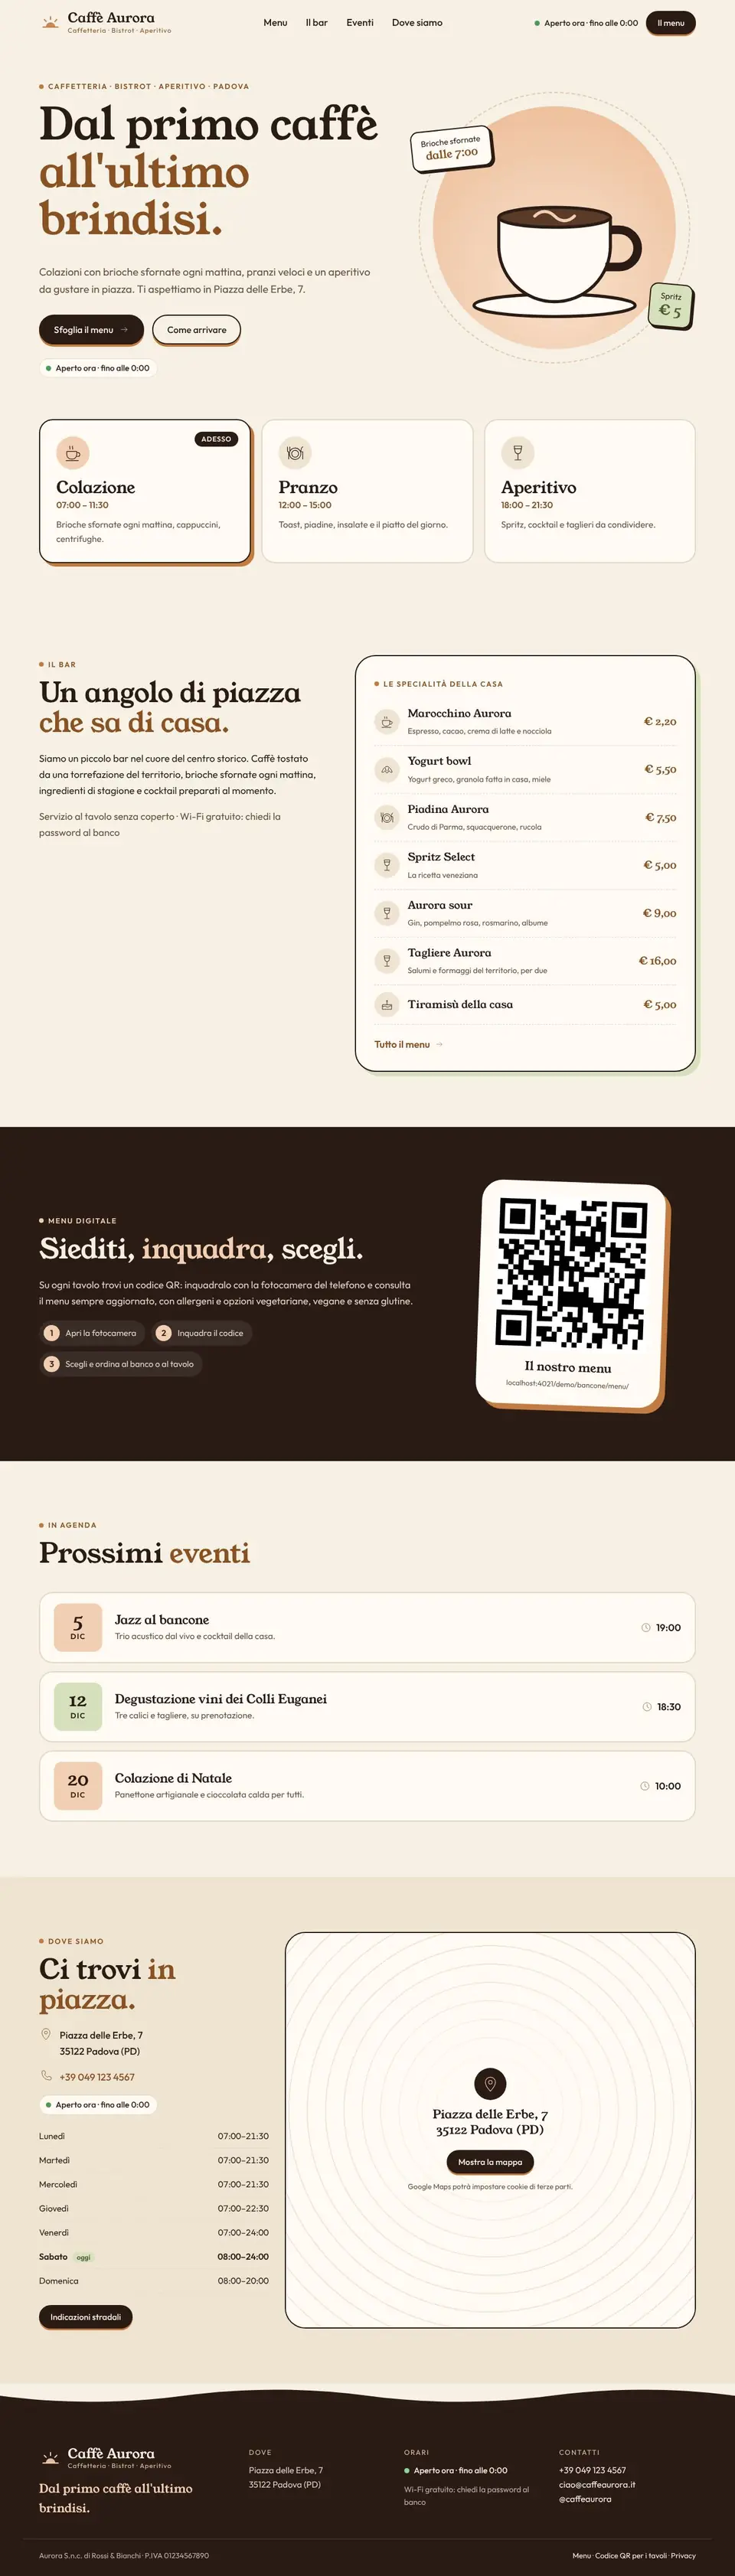 Caffè Aurora
Caffetteria · Bistrot · Aperitivo
Menu
Il bar
Eventi
Dove siamo
Aperto ora · fino alle 0:00
Il menu
CAFFETTERIA · BISTROT · APERITIVO · PADOVA
Dal primo caffè
all'ultimo
brindisi.
Colazioni con brioche sfornate ogni mattina, pranzi veloci e un aperitivo
da gustare in piazza. Ti aspettiamo in Piazza delle Erbe, 7.
Sfoglia il menu →
Come arrivare
Aperto ora · fino alle 0:00
Brioche sfornate
dalle 7:00
Spritz
€ 5
ADESSO
Colazione
07:00 – 11:30
Brioche sfornate ogni mattina, cappuccini,
centrifughe.
Pranzo
12:00 – 15:00
Toast, piadine, insalate e il piatto del giorno.
Aperitivo
18:00 – 21:30
Spritz, cocktail e taglieri da condividere.
IL BAR
Un angolo di piazza
che sa di casa.
Siamo un piccolo bar nel cuore del centro storico. Caffè tostato
da una torrefazione del territorio, brioche sfornate ogni mattina,
ingredienti di stagione e cocktail preparati al momento.
Servizio al tavolo senza coperto · Wi-Fi gratuito: chiedi la
password al banco
LE SPECIALITÀ DELLA CASA
Marocchino Aurora
Espresso, cacao, crema di latte e nocciola
€ 2,20
Yogurt bowl
Yogurt greco, granola fatta in casa, miele
€ 5,50
Piadina Aurora
Crudo di Parma, squacquerone, rucola
€ 7,50
Spritz Select
La ricetta veneziana
€ 5,00
Aurora sour
Gin, pompelmo rosa, rosmarino, albume
€ 9,00
Tagliere Aurora
Salumi e formaggi del territorio, per due
€ 16,00
Tiramisù della casa
€ 5,00
Tutto il menu →
MENU DIGITALE
Siediti, inquadra, scegli.
Su ogni tavolo trovi un codice QR: inquadralo con la fotocamera del telefono e consulta
il menu sempre aggiornato, con allergeni e opzioni vegetariane, vegane e senza glutine.
1 Apri la fotocamera
2 Inquadra il codice
3 Scegli e ordina al banco o al tavolo
Il nostro menu
localhost:4021/demo/bancone/menu/
IN AGENDA
Prossimi eventi
5
DIC
Jazz al bancone
Trio acustico dal vivo e cocktail della casa.
19:00
12
DIC
Degustazione vini dei Colli Euganei
Tre calici e tagliere, su prenotazione.
18:30
20
DIC
Colazione di Natale
Panettone artigianale e cioccolata calda per tutti.
10:00
DOVE SIAMO
Ci trovi in
piazza.
Piazza delle Erbe, 7
35122 Padova (PD)
+39 049 123 4567
Aperto ora · fino alle 0:00
Lunedì 07:00–21:30
Martedì 07:00–21:30
Mercoledì 07:00–21:30
Giovedì 07:00–22:30
Venerdì 07:00–24:00
Sabato oggi 08:00–24:00
Domenica 08:00–20:00
Indicazioni stradali
Piazza delle Erbe, 7
35122 Padova (PD)
Mostra la mappa
Google Maps potrà impostare cookie di terze parti.
Caffè Aurora
Caffetteria · Bistrot · Aperitivo
Dal primo caffè all'ultimo
brindisi.
DOVE
Piazza delle Erbe, 7
35122 Padova (PD)
ORARI
Aperto ora · fino alle 0:00
Wi-Fi gratuito: chiedi la password al
banco
CONTATTI
+39 049 123 4567
ciao@caffeaurora.it
@caffeaurora
Aurora S.n.c. di Rossi & Bianchi · P.IVA 01234567890
Menu · Codice QR per i tavoli · Privacy